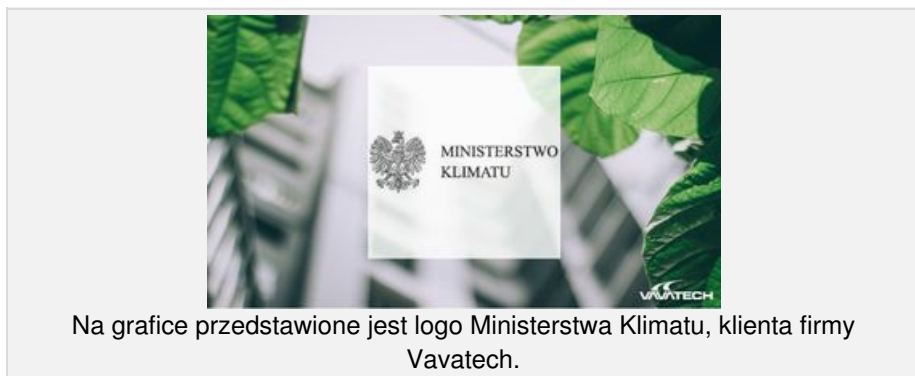 MINISTERSTWO
KLIMATU
VAVATECH
Na grafice przedstawione jest logo Ministerstwa Klimatu, klienta firmy
Vavatech.